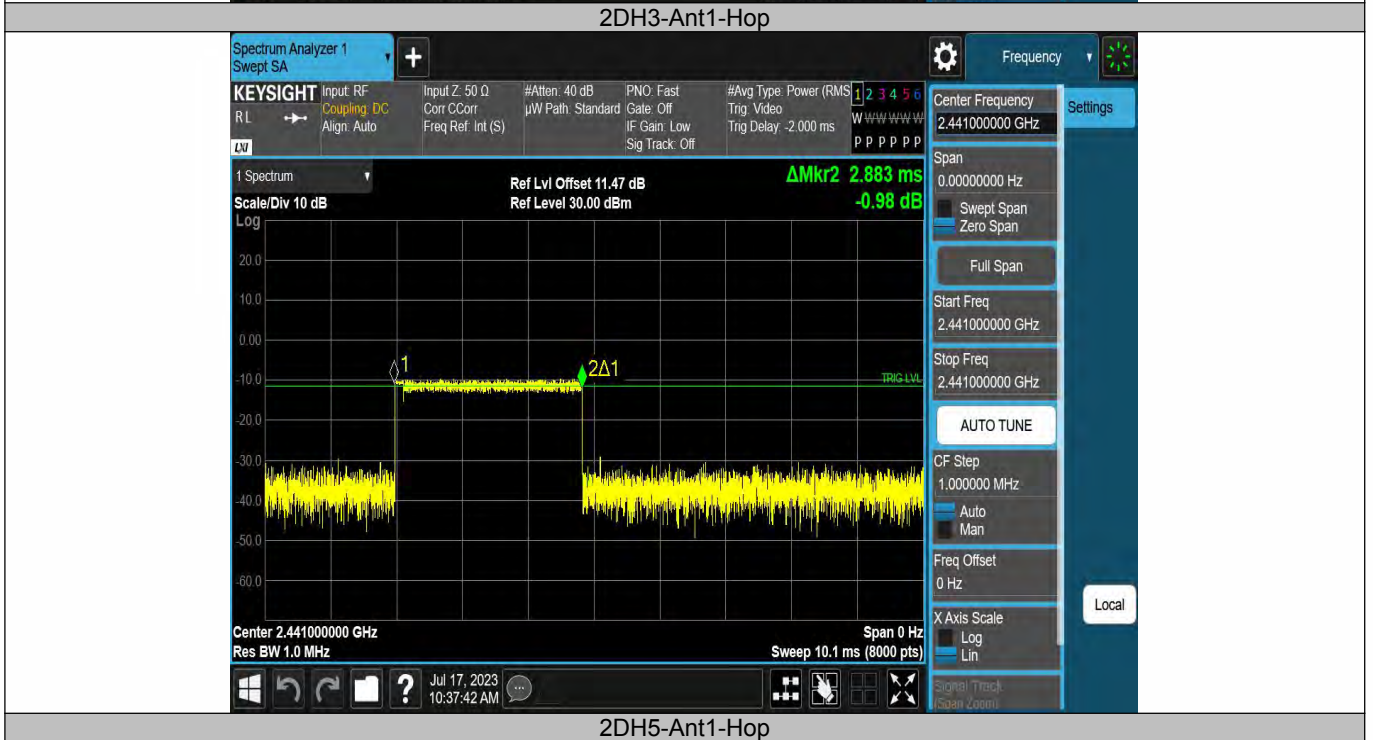 2DH3-Ant1-Hop
Spectrum Analyzer 1
Swept SA
+
Frequency
KEYSIGHT
RL
LXI
Input: RF
Coupling: DC
Align: Auto
Input Z: 50 Ω
Corr CCorr
Freq Ref: Int (S)
#Atten: 40 dB
µW Path: Standard
PNO: Fast
Gate: Off
IF Gain: Low
Sig Track: Off
#Avg Type: Power (RMS
Trig: Video
Trig Delay: -2.000 ms
1 2 3 4 5 6
W W W W W W
P P P P P P
Center Frequency
2.441000000 GHz
Settings
Span
0.00000000 Hz
Swept Span
Zero Span
Full Span
Start Freq
2.441000000 GHz
Stop Freq
2.441000000 GHz
AUTO TUNE
CF Step
1.000000 MHz
Auto
Man
Freq Offset
0 Hz
X Axis Scale
Log
Lin
Signal Track
(Span Zoom)
Local
1 Spectrum
Scale/Div 10 dB
Log
Ref Lvl Offset 11.47 dB
Ref Level 30.00 dBm
ΔMkr2 2.883 ms
-0.98 dB
20.0
10.0
0.00
-10.0
-20.0
-30.0
-40.0
-50.0
-60.0
1
2Δ1
TRIG LVL
Center 2.441000000 GHz
Res BW 1.0 MHz
Span 0 Hz
Sweep 10.1 ms (8000 pts)
?
Jul 17, 2023
10:37:42 AM
2DH5-Ant1-Hop